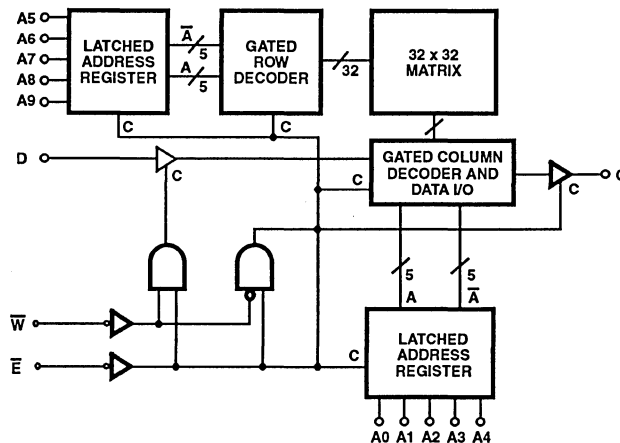 A5
A6
A7
A8
A9
LATCHED
ADDRESS
REGISTER
A̅
5
A
5
GATED
ROW
DECODER
32
32 x 32
MATRIX
C
C
D
C
GATED COLUMN
DECODER AND
DATA I/O
C
C
5
A
5
A̅
W̅
E̅
C
LATCHED
ADDRESS
REGISTER
A0 A1 A2 A3 A4